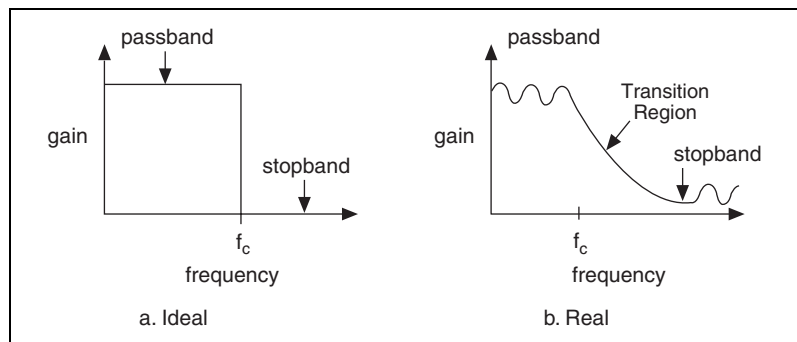 passband
gain
stopband
fc
frequency
a. Ideal
passband
Transition
Region
gain
stopband
fc
frequency
b. Real